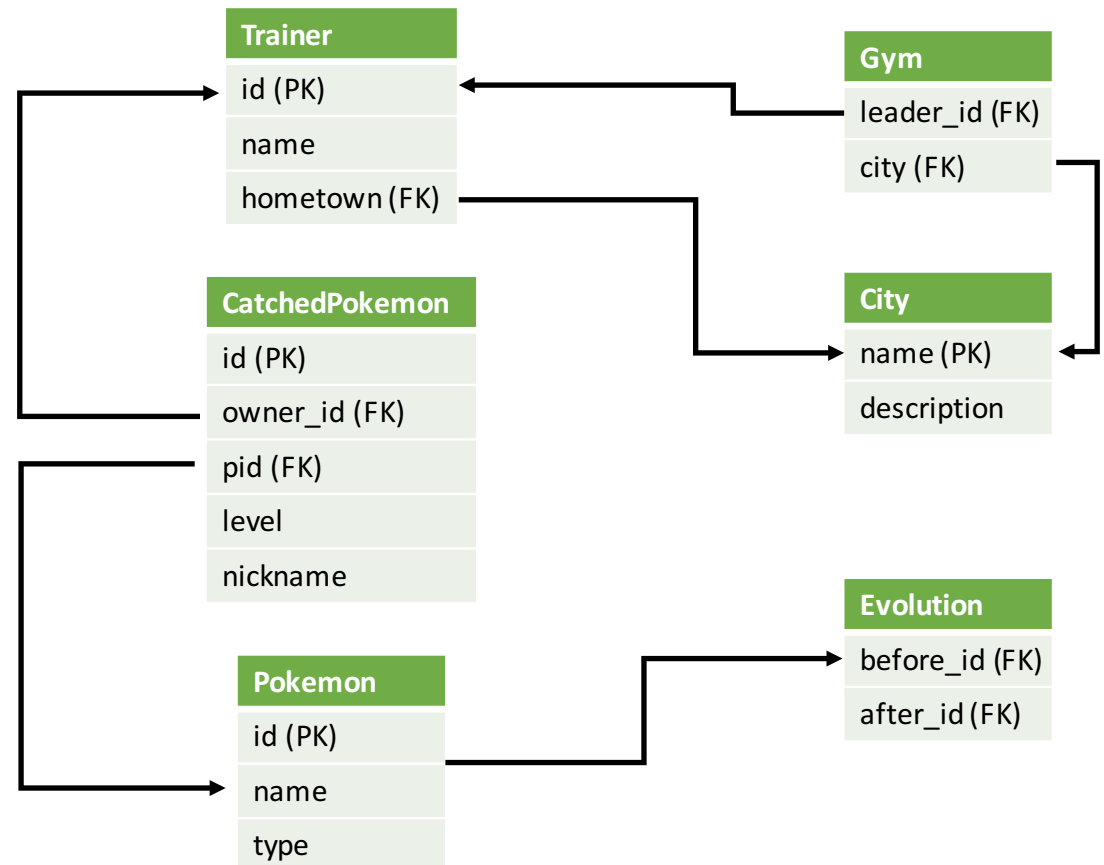 Trainer
id (PK)
name
hometown (FK)
Gym
leader_id (FK)
city (FK)
CatchedPokemon
id (PK)
owner_id (FK)
pid (FK)
level
nickname
City
name (PK)
description
Pokemon
id (PK)
name
type
Evolution
before_id (FK)
after_id (FK)